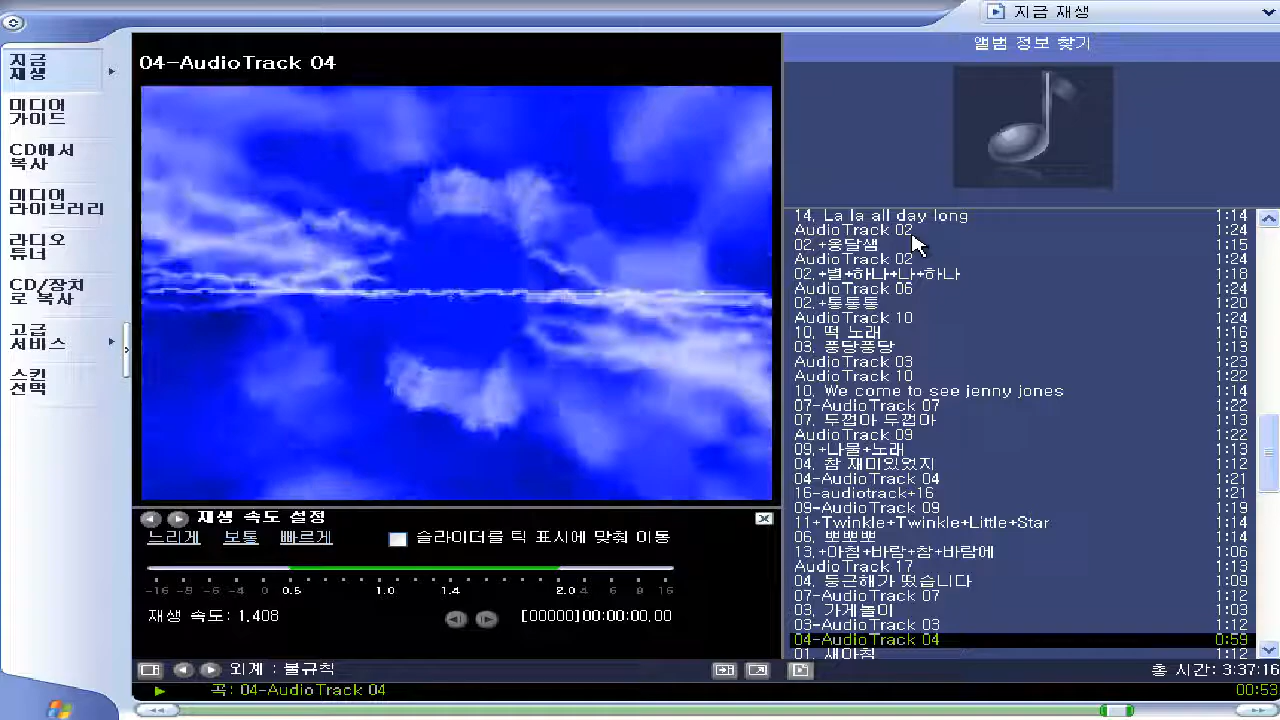 지금 재생
지금
재생
미디어
가이드
CD에서
복사
미디어
라이브러리
라디오
튜너
CD/장치
로 복사
고급
서비스
스킨
선택
04-AudioTrack 04
재생 속도 설정
느리게 보통 빠르게 슬라이더를 틱 표시에 맞춰 이동
-16 -8 -6 -4 0 0.5 1.0 1.4 2.0 4 6 8 16
재생 속도: 1.408 [00000]00:00:00.00
외계 : 불규칙
앨범 정보 찾기
14. La la all day long 1:14
AudioTrack 02 1:24
02.+옹달샘 1:15
AudioTrack 02 1:24
02.+별+하나+나+하나 1:18
AudioTrack 06 1:24
02.+통통통 1:20
AudioTrack 10 1:24
10. 떡 노래 1:16
03. 퐁당퐁당 1:13
AudioTrack 03 1:23
AudioTrack 10 1:22
10. We come to see jenny jones 1:14
07-AudioTrack 07 1:22
07. 두껍아 두껍아 1:13
AudioTrack 09 1:22
09.+나물+노래 1:13
04. 참 재미있었지 1:12
04-AudioTrack 04 1:21
16-audiotrack+16 1:21
09-AudioTrack 09 1:19
11+Twinkle+Twinkle+Little+Star 1:14
06. 뽀뽀뽀 1:14
13.+아침+바람+참+바람에 1:06
AudioTrack 17 1:13
04. 둥근해가 떴습니다 1:09
07-AudioTrack 07 1:12
03. 가게놀이 1:03
03-AudioTrack 03 1:12
04-AudioTrack 04 0:59
01. 새아침 1:12
총 시간: 3:37:16
곡: 04-AudioTrack 04 00:53